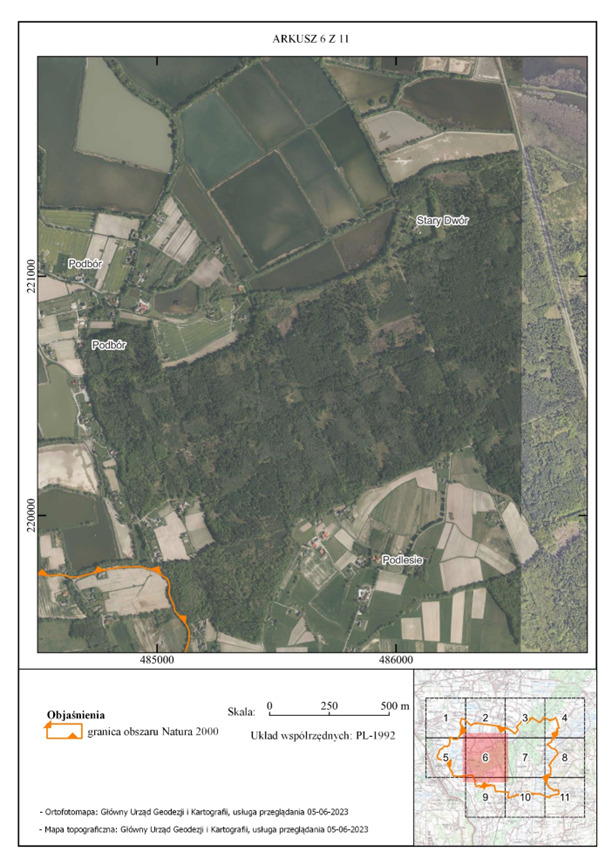 ARKUSZ 6 Z 11
Stary Dwór
Podbór
221000
Podbór
220000
Podlesie
485000
486000
Objaśnienia
granica obszaru Natura 2000
Skala:
0
250
500 m
Układ współrzędnych: PL-1992
1
2
3
4
5
6
7
8
9
10
11
- Ortofotomapa: Główny Urząd Geodezji i Kartografii, usługa przeglądania 05-06-2023
- Mapa topograficzna: Główny Urząd Geodezji i Kartografii, usługa przeglądania 05-06-2023